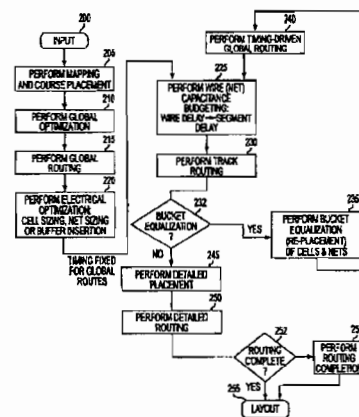 200
INPUT
205
PERFORM MAPPING
AND COURSE PLACEMENT
210
PERFORM GLOBAL
OPTIMIZATION
215
PERFORM GLOBAL
ROUTING
220
PERFORM ELECTRICAL
OPTIMIZATION:
CELL SIZING, NET SIZING
OR BUFFER INSERTION
TIMING FIXED
FOR GLOBAL
ROUTES
240
PERFORM TIMING-DRIVEN
GLOBAL ROUTING
225
PERFORM WIRE (NET)
CAPACITANCE
BUDGETING:
WIRE DELAY
SEGMENT
DELAY
230
PERFORM TRACK
ROUTING
232
BUCKET
EQUALIZATION
?
YES
NO
PERFORM BUCKET
EQUALIZATION
(RE-PLACEMENT)
OF CELLS & NETS
245
PERFORM DETAILED
PLACEMENT
250
PERFORM DETAILED
ROUTING
252
ROUTING
COMPLETE
?
NO
YES
PERFORM
ROUTING
COMPLETION
255
LAYOUT